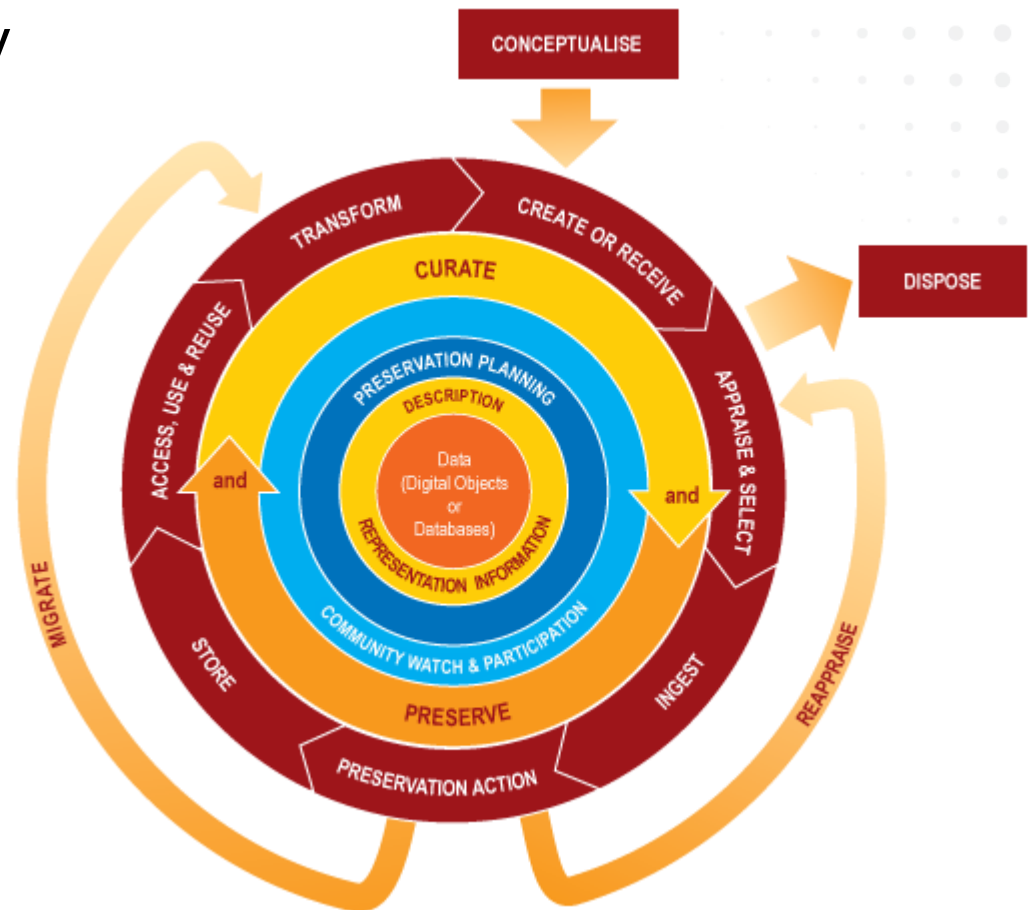 y
CONCEPTUALISE
TRANSFORM
CREATE OR RECEIVE
DISPOSE
CURATE
ACCESS, USE & REUSE
APPRAISE & SELECT
PRESERVATION PLANNING
DESCRIPTION
Data
(Digital Objects
or
Databases)
and
and
REPRESENTATION INFORMATION
COMMUNITY WATCH & PARTICIPATION
MIGRATE
STORE
INGEST
REAPPRAISE
PRESERVE
PRESERVATION ACTION